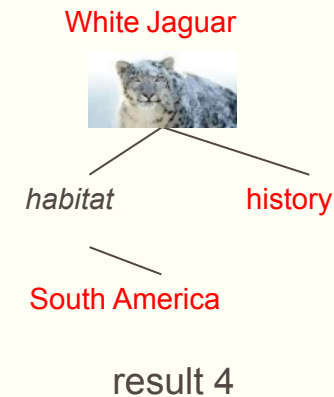 White Jaguar
habitat
history
South America
result 4